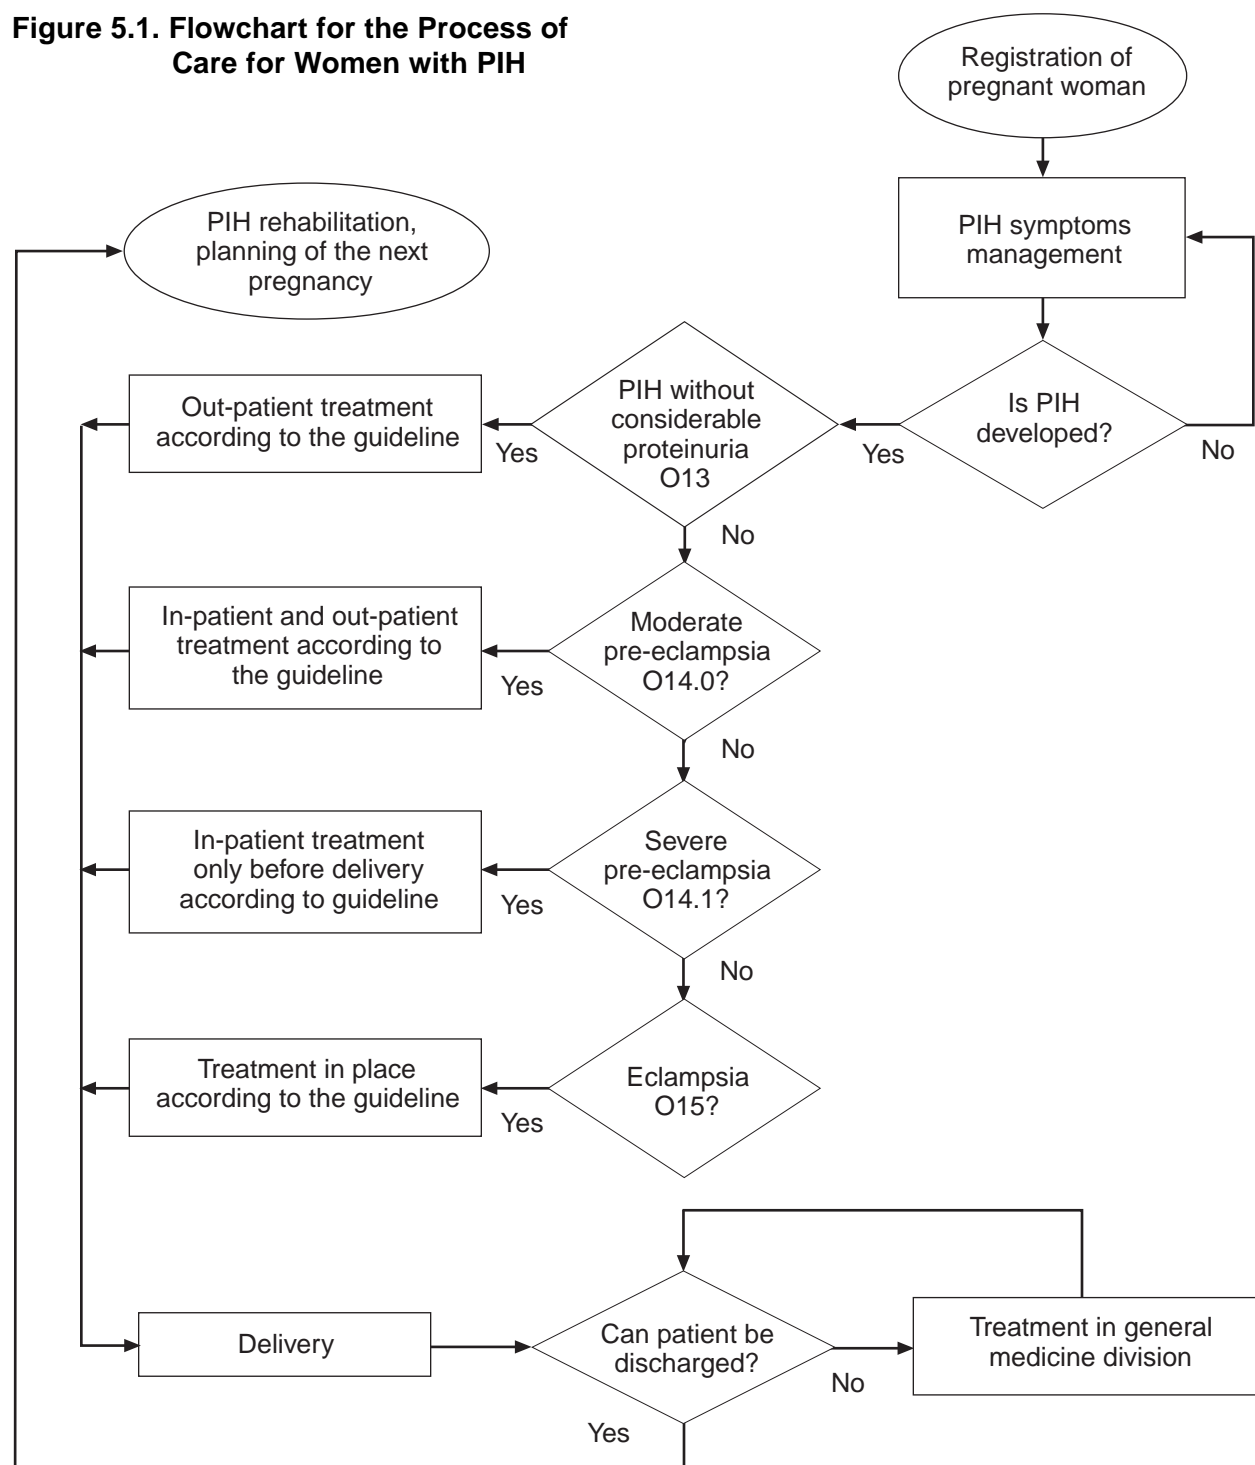 Figure 5.1. Flowchart for the Process of
Care for Women with PIH
Registration of
pregnant woman
PIH rehabilitation,
planning of the next
pregnancy
PIH symptoms
management
Out-patient treatment
according to the guideline
Yes
PIH without
considerable
proteinuria
O13
Yes
Is PIH
developed?
No
No
In-patient and out-patient
treatment according to
the guideline
Yes
Moderate
pre-eclampsia
O14.0?
No
In-patient treatment
only before delivery
according to guideline
Yes
Severe
pre-eclampsia
O14.1?
No
Treatment in place
according to the guideline
Yes
Eclampsia
O15?
Delivery
Can patient be
discharged?
No
Treatment in general
medicine division
Yes